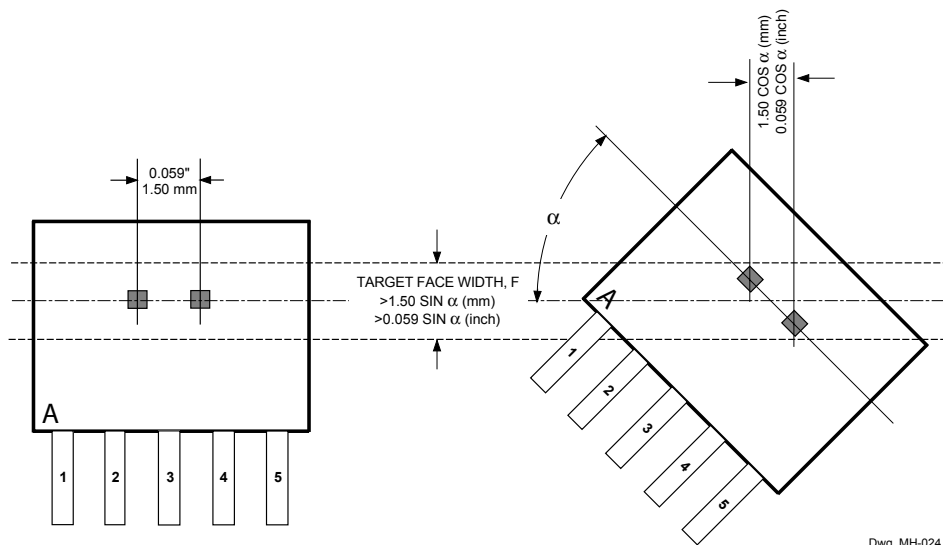 0.059"
1.50 mm
A
1
2
3
4
5
TARGET FACE WIDTH, F
>1.50 SIN α (mm)
>0.059 SIN α (inch)
α
1.50 COS α (mm)
0.059 COS α (inch)
A
1
2
3
4
5
Dwg. MH-024